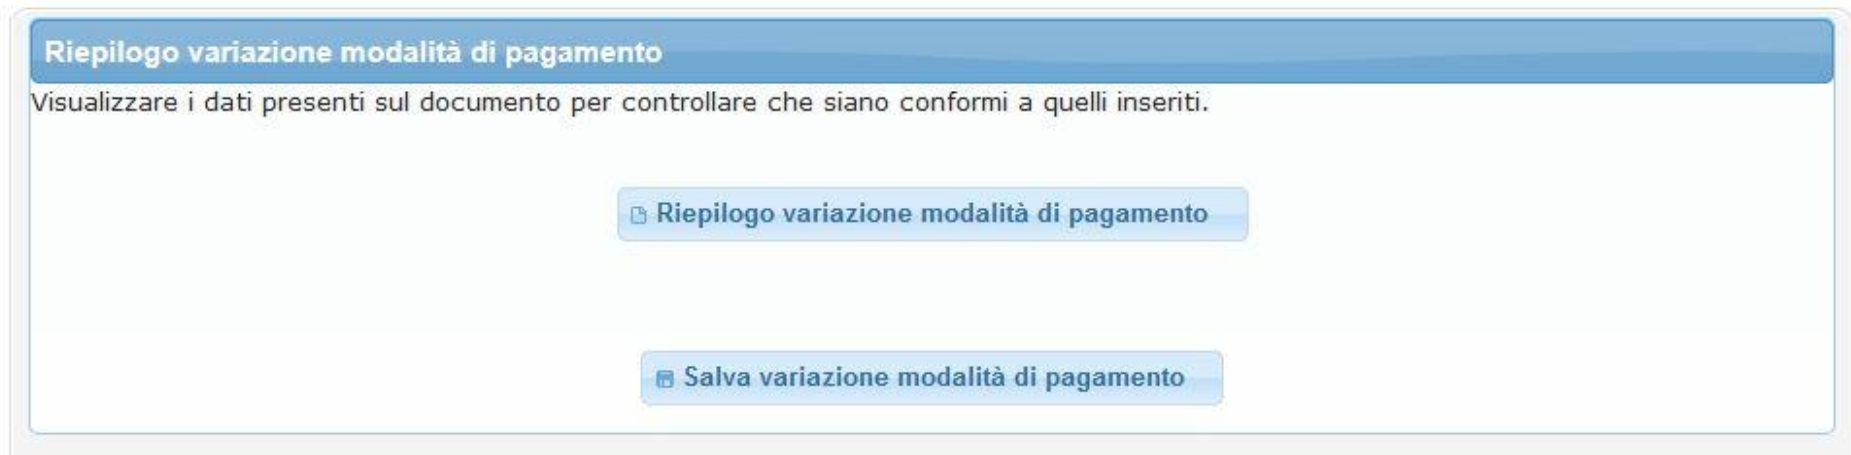 Riepilogo variazione modalità di pagamento
Visualizzare i dati presenti sul documento per controllare che siano conformi a quelli inseriti.
Riepilogo variazione modalità di pagamento
Salva variazione modalità di pagamento